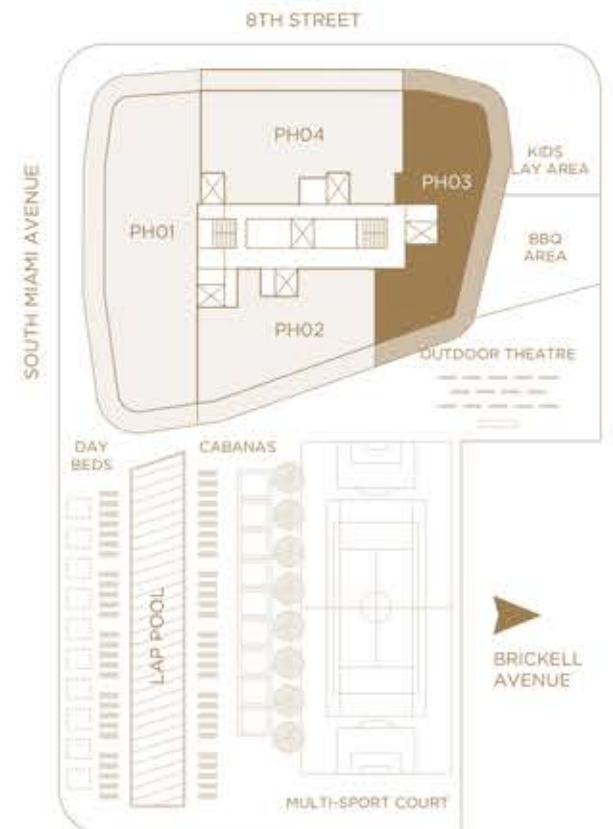 8TH STREET
SOUTH MIAMI AVENUE
PH04
PH03
KIDS
LAY AREA
PH01
BBQ
AREA
PH02
OUTDOOR THEATRE
DAY
BEDS
CABANAS
LAP POOL
BRICKELL
AVENUE
MULTI-SPORT COURT